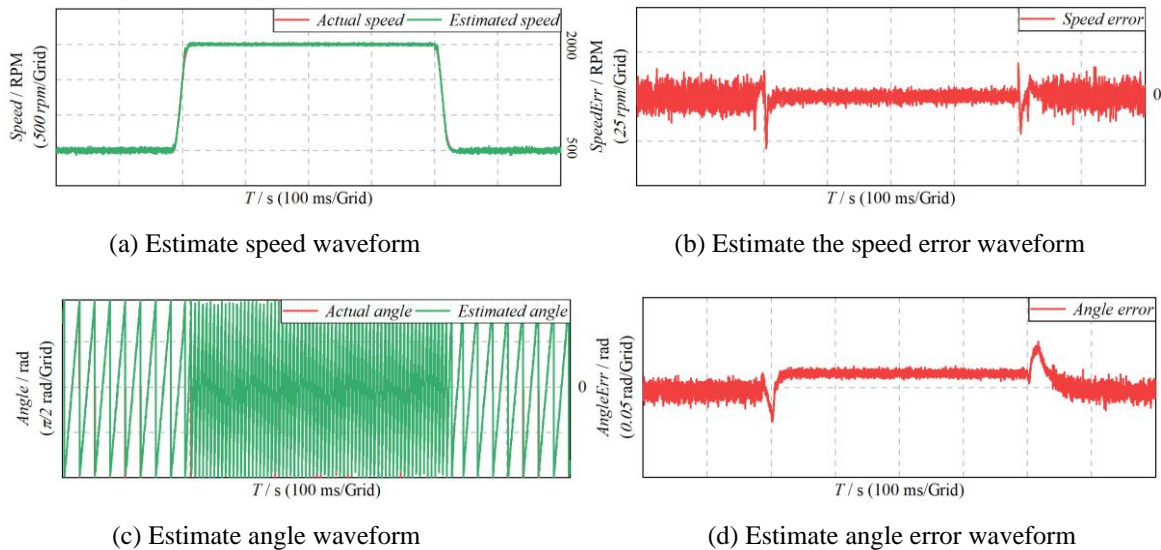 Actual speed Estimated speed
Speed / RPM
(500 rpm/Grid)
2000
500
T / s (100 ms/Grid)
(a) Estimate speed waveform
Speed error
SpeedErr / RPM
(25 rpm/Grid)
0
T / s (100 ms/Grid)
(b) Estimate the speed error waveform
Actual angle Estimated angle
Angle / rad
(π/2 rad/Grid)
0
T / s (100 ms/Grid)
(c) Estimate angle waveform
Angle error
AngleErr / rad
(0.05 rad/Grid)
T / s (100 ms/Grid)
(d) Estimate angle error waveform